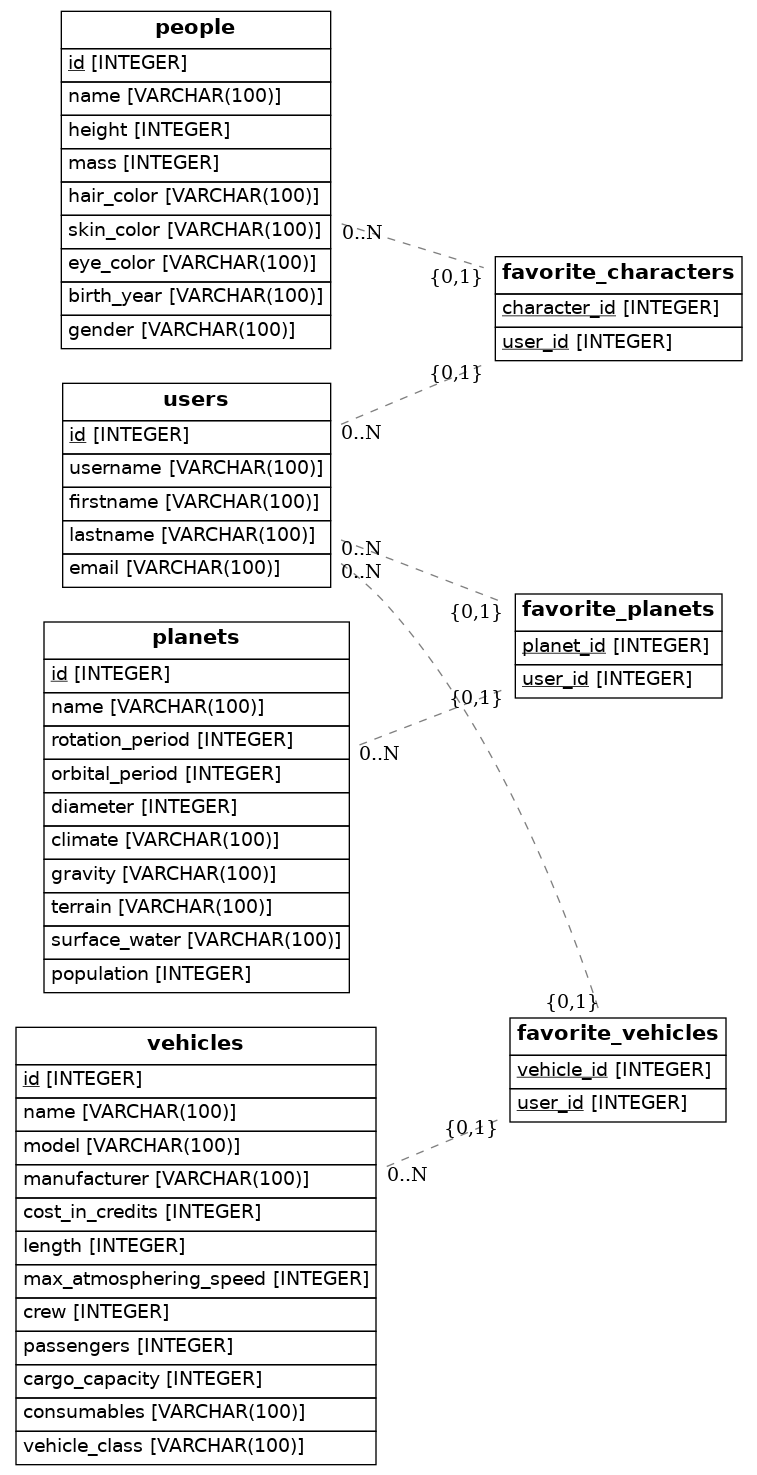 people
id [INTEGER]
name [VARCHAR(100)]
height [INTEGER]
mass [INTEGER]
hair_color [VARCHAR(100)]
skin_color [VARCHAR(100)]
eye_color [VARCHAR(100)]
birth_year [VARCHAR(100)]
gender [VARCHAR(100)]
0..N
{0,1}
favorite_characters
character_id [INTEGER]
user_id [INTEGER]
{0,1}
0..N
users
id [INTEGER]
username [VARCHAR(100)]
firstname [VARCHAR(100)]
lastname [VARCHAR(100)]
email [VARCHAR(100)]
0..N
0..N
{0,1}
favorite_planets
planet_id [INTEGER]
user_id [INTEGER]
{0,1}
0..N
planets
id [INTEGER]
name [VARCHAR(100)]
rotation_period [INTEGER]
orbital_period [INTEGER]
diameter [INTEGER]
climate [VARCHAR(100)]
gravity [VARCHAR(100)]
terrain [VARCHAR(100)]
surface_water [VARCHAR(100)]
population [INTEGER]
{0,1}
favorite_vehicles
vehicle_id [INTEGER]
user_id [INTEGER]
{0,1}
0..N
vehicles
id [INTEGER]
name [VARCHAR(100)]
model [VARCHAR(100)]
manufacturer [VARCHAR(100)]
cost_in_credits [INTEGER]
length [INTEGER]
max_atmosphering_speed [INTEGER]
crew [INTEGER]
passengers [INTEGER]
cargo_capacity [INTEGER]
consumables [VARCHAR(100)]
vehicle_class [VARCHAR(100)]